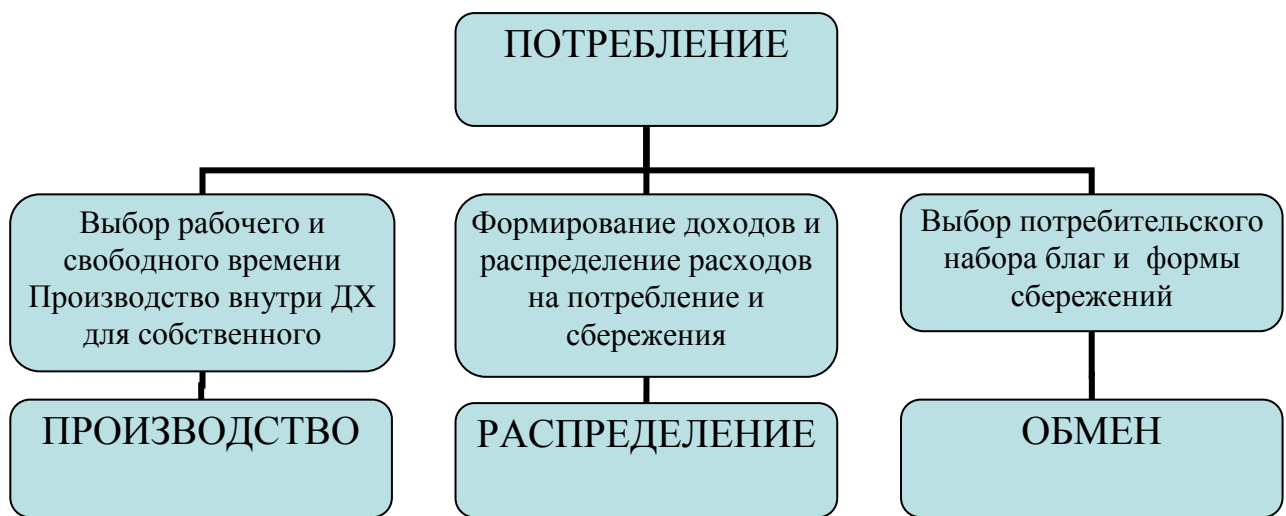 ПОТРЕБЛЕНИЕ
Выбор рабочего и
свободного времени
Производство внутри ДХ
для собственного
Формирование доходов и
распределение расходов
на потребление и
сбережения
Выбор потребительского
набора благ и формы
сбережений
ПРОИЗВОДСТВО
РАСПРЕДЕЛЕНИЕ
ОБМЕН